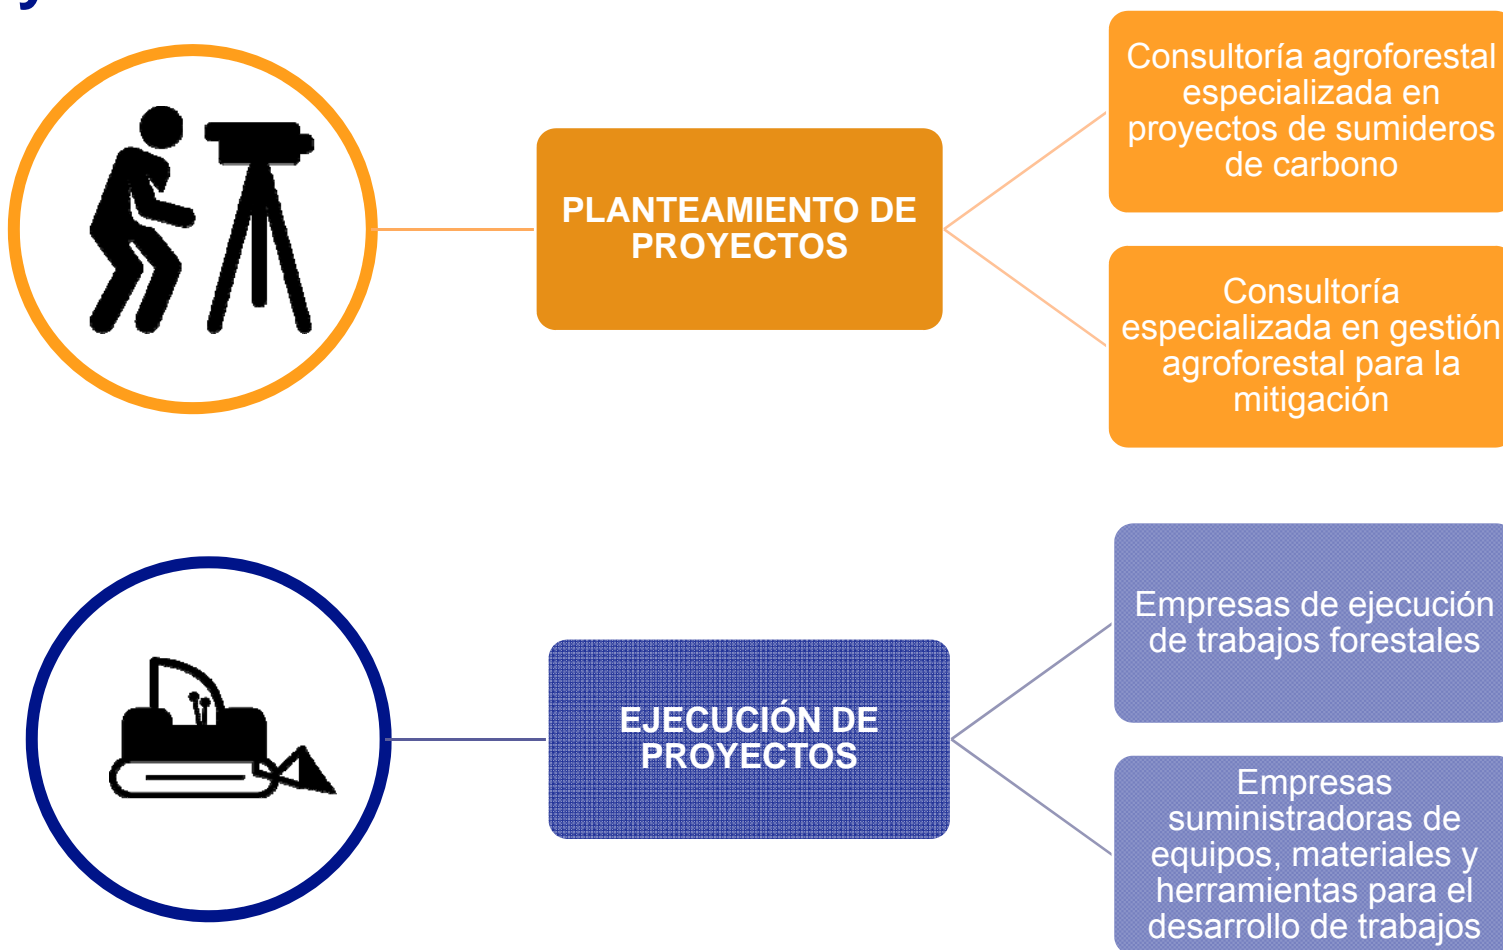 PLANTEAMIENTO DE
PROYECTOS
Consultoría agroforestal
especializada en
proyectos de sumideros
de carbono
Consultoría
especializada en gestión
agroforestal para la
mitigación
EJECUCIÓN DE
PROYECTOS
Empresas de ejecución
de trabajos forestales
Empresas
suministradoras de
equipos, materiales y
herramientas para el
desarrollo de trabajos